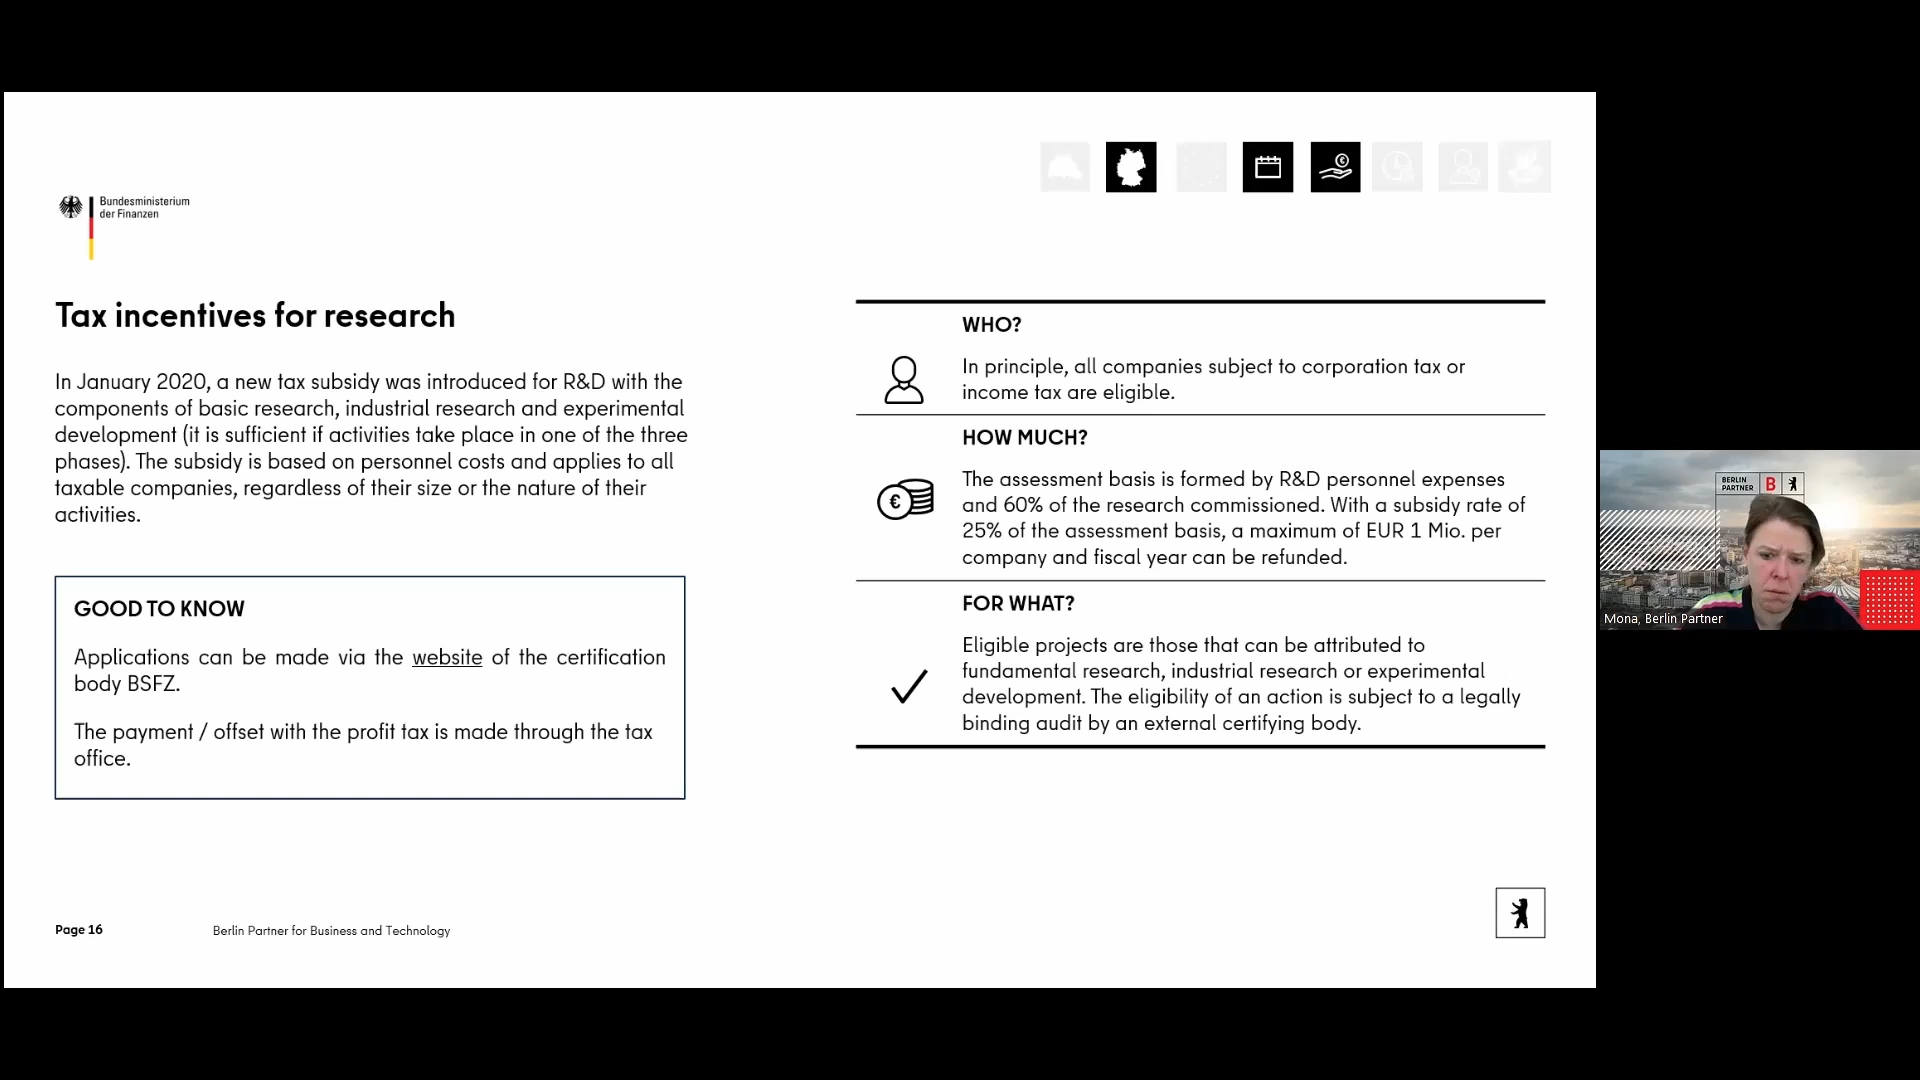 Bundesministerium
der Finanzen
Tax incentives for research
In January 2020, a new tax subsidy was introduced for R&D with the
components of basic research, industrial research and experimental
development (it is sufficient if activities take place in one of the three
phases). The subsidy is based on personnel costs and applies to all
taxable companies, regardless of their size or the nature of their
activities.
GOOD TO KNOW
Applications can be made via the website of the certification
body BSFZ.
The payment / offset with the profit tax is made through the tax
office.
WHO?
In principle, all companies subject to corporation tax or
income tax are eligible.
HOW MUCH?
The assessment basis is formed by R&D personnel expenses
and 60% of the research commissioned. With a subsidy rate of
25% of the assessment basis, a maximum of EUR 1 Mio. per
company and fiscal year can be refunded.
FOR WHAT?
Eligible projects are those that can be attributed to
fundamental research, industrial research or experimental
development. The eligibility of an action is subject to a legally
binding audit by an external certifying body.
Page 16
Berlin Partner for Business and Technology
BERLIN
PARTNER
B
Mona, Berlin Partner